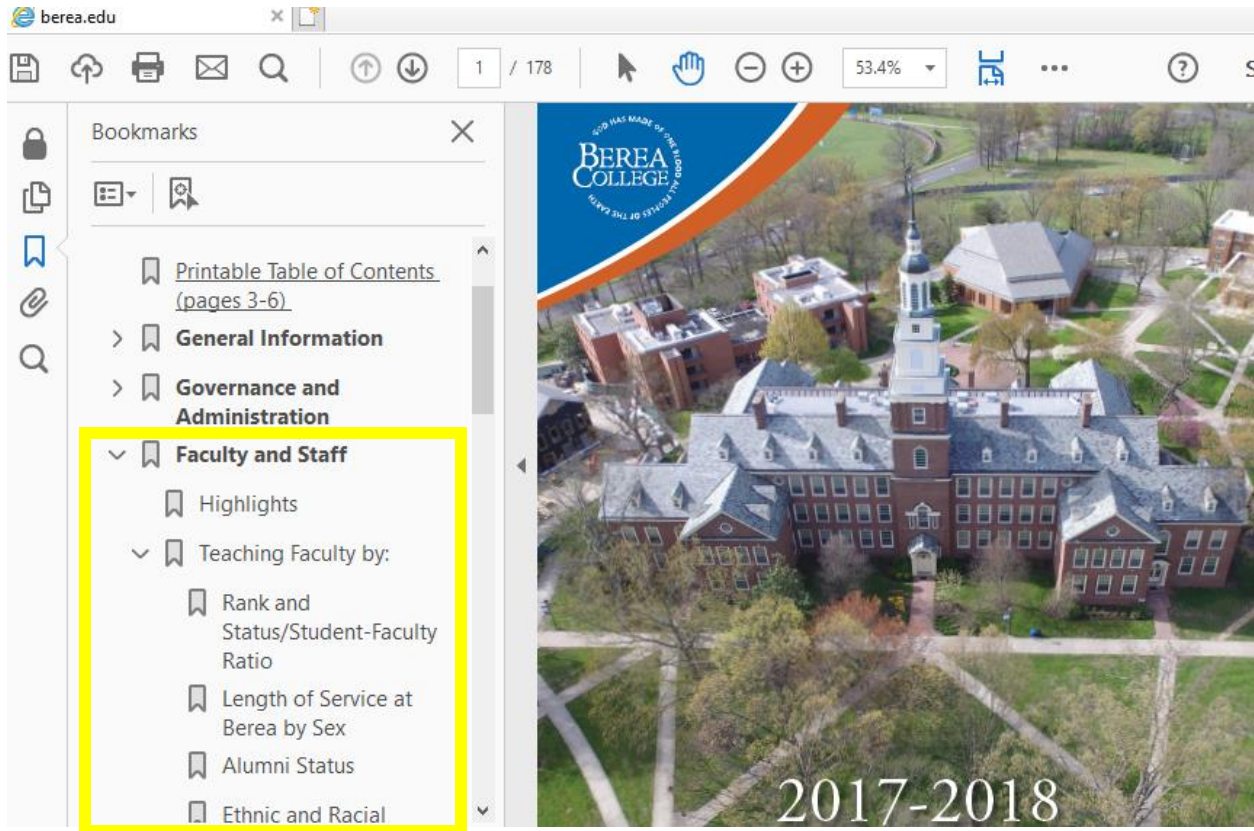 berea.edu
1 / 178
53.4%
Bookmarks
Printable Table of Contents
(pages 3-6)
General Information
Governance and
Administration
Faculty and Staff
Highlights
Teaching Faculty by:
Rank and
Status/Student-Faculty
Ratio
Length of Service at
Berea by Sex
Alumni Status
Ethnic and Racial
GOD HAS MADE OF ONE BLOOD ALL PEOPLES OF THE EARTH
BEREA
COLLEGE
2017-2018